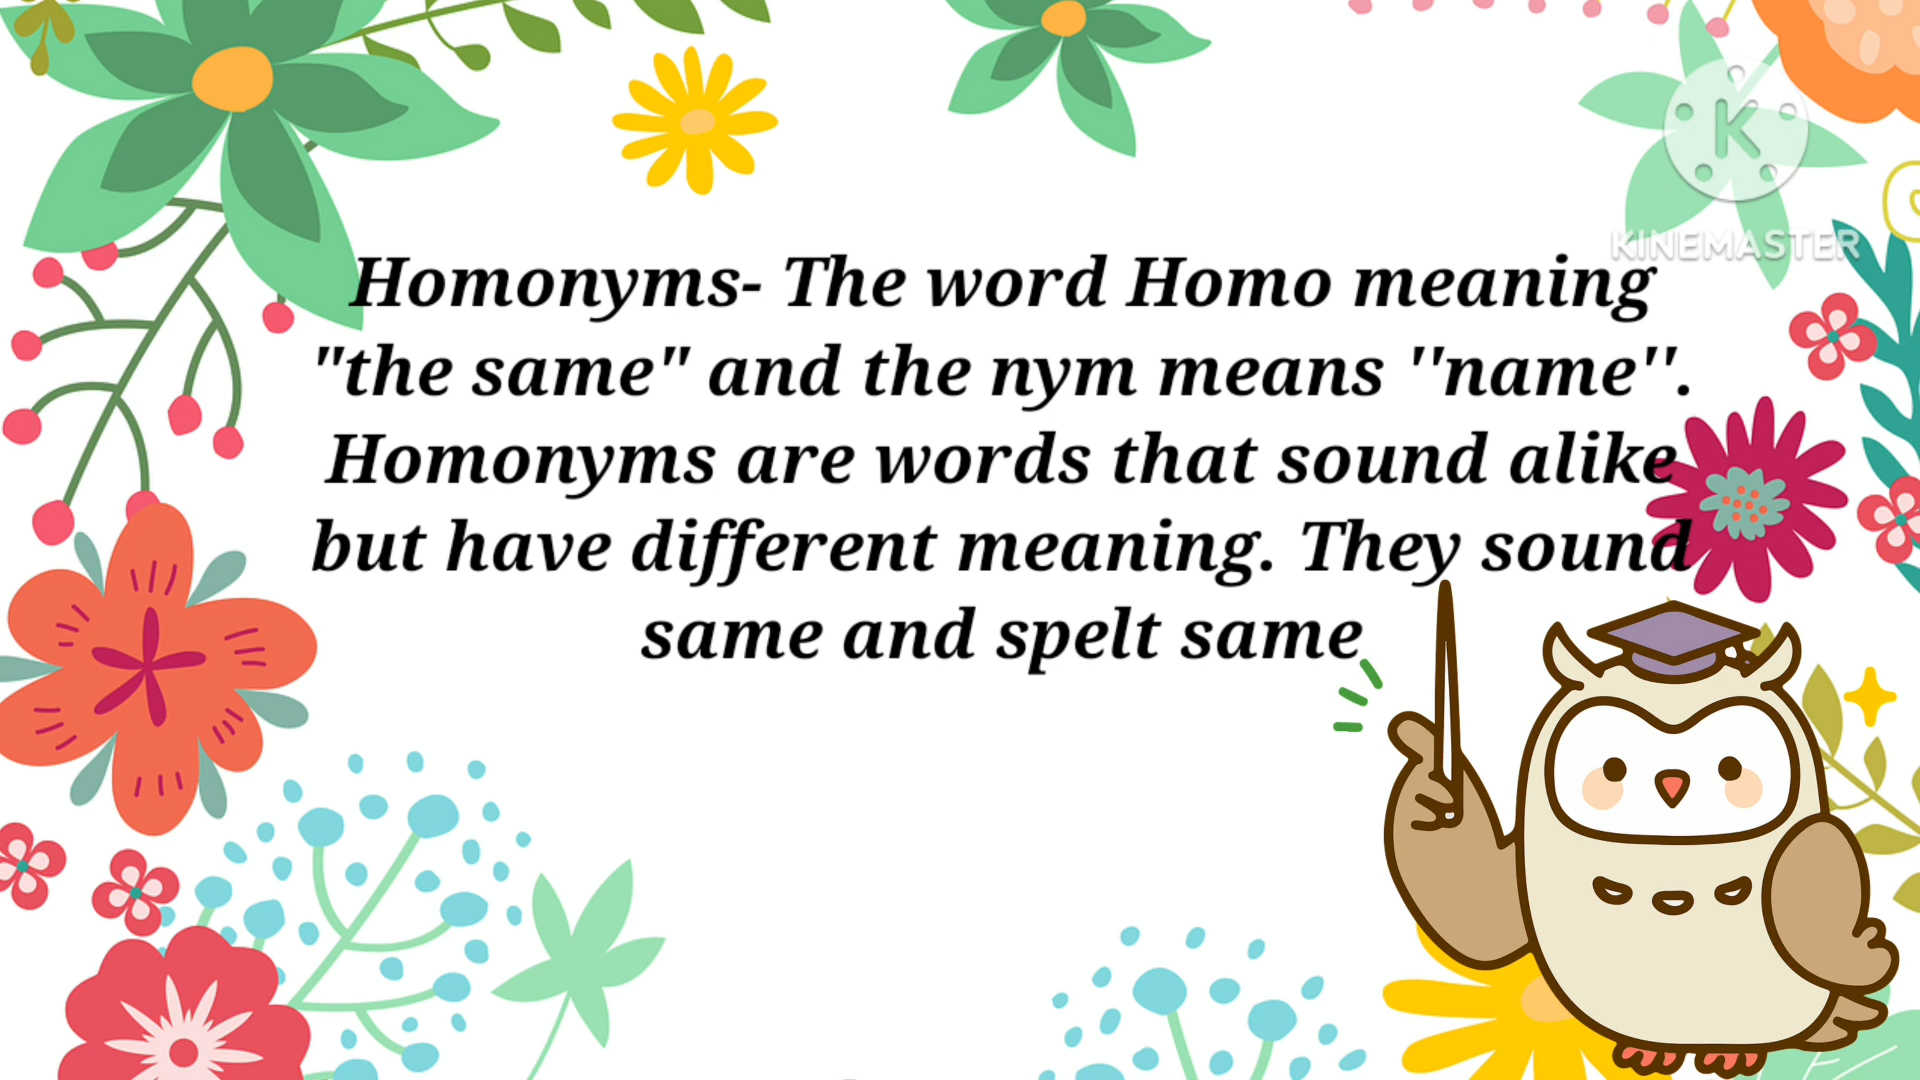 K
KINEMASTER
Homonyms- The word Homo meaning
"the same" and the nym means ''name''.
Homonyms are words that sound alike
but have different meaning. They sound
same and spelt same